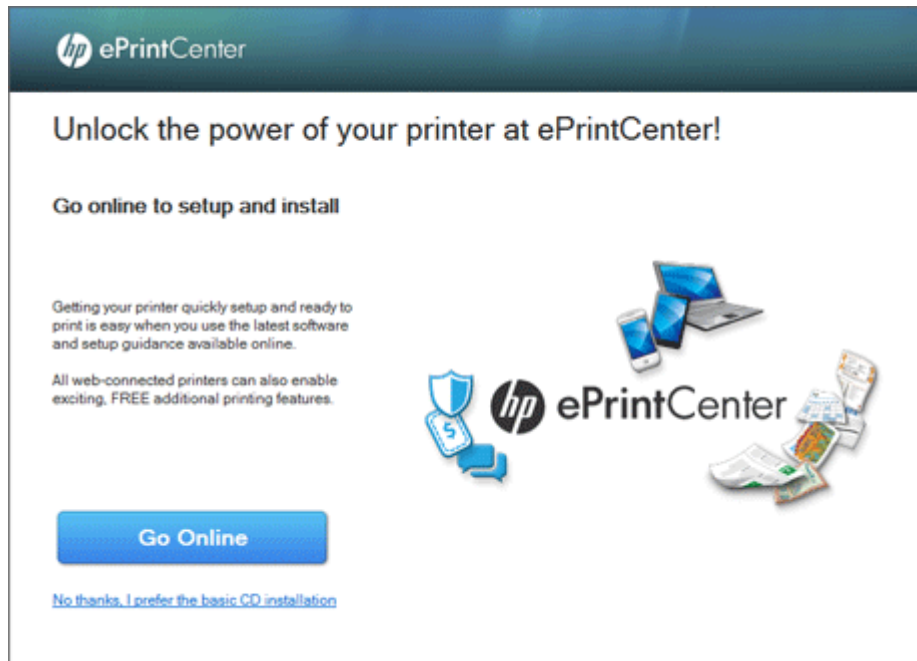 hp ePrintCenter
Unlock the power of your printer at ePrintCenter!
Go online to setup and install
Getting your printer quickly setup and ready to
print is easy when you use the latest software
and setup guidance available online.
All web-connected printers can also enable
exciting, FREE additional printing features.
$
hp ePrintCenter
Go Online
No thanks, I prefer the basic CD installation